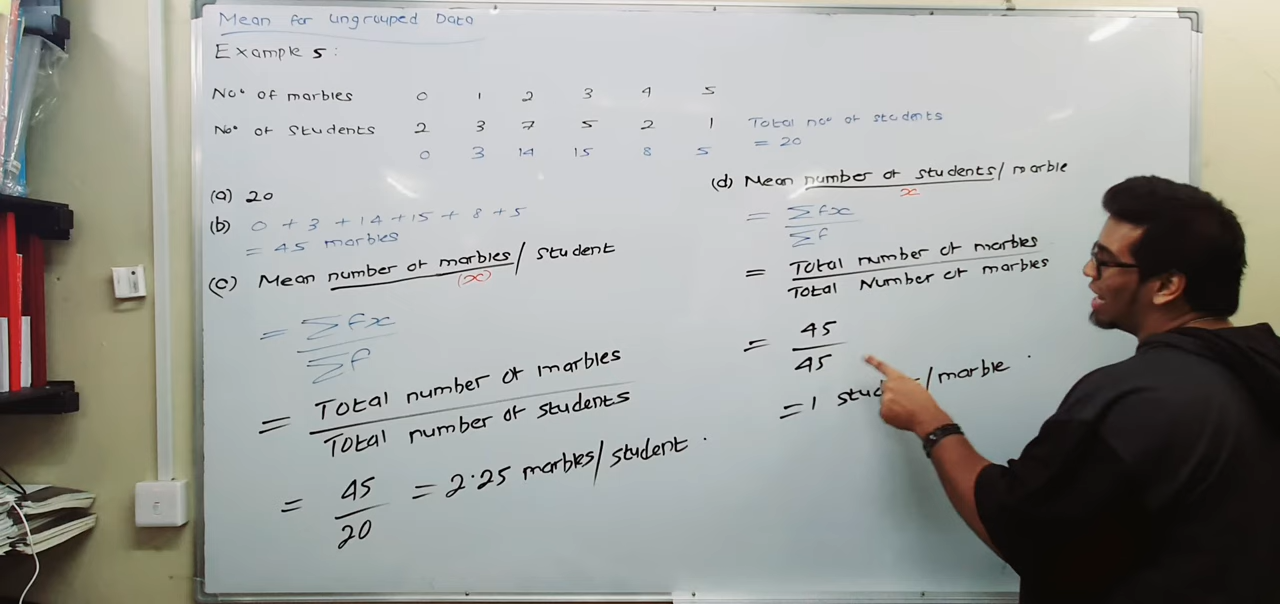 Mean for Ungrouped Data
Example 5:
No. of marbles 0 1 2 3 4 5
No. of Students 2 3 7 5 2 1
0 3 14 15 8 5
Total no. of students
= 20
(a) 20
(b) 0 + 3 + 14 + 15 + 8 + 5
= 45 marbles
(c) Mean number of marbles / student
(x)
= Σfx
Σf
= Total number of marbles
Total number of students
= 45
20
= 2.25 marbles/student.
(d) Mean number of students / marble
x
= Σfx
Σf
= Total number of marbles
Total Number of marbles
= 45
45
= 1 /marble